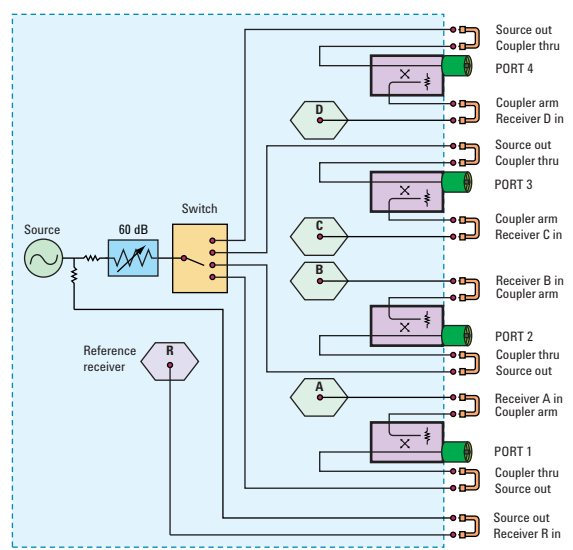 Source out
Coupler thru
PORT 4
Coupler arm
D
Receiver D in
Source out
Coupler thru
PORT 3
Switch
Coupler arm
Source
60 dB
C
Receiver C in
B
Receiver B in
Coupler arm
PORT 2
Reference
receiver
R
Coupler thru
Source out
A
Receiver A in
Coupler arm
PORT 1
Coupler thru
Source out
Source out
Receiver R in